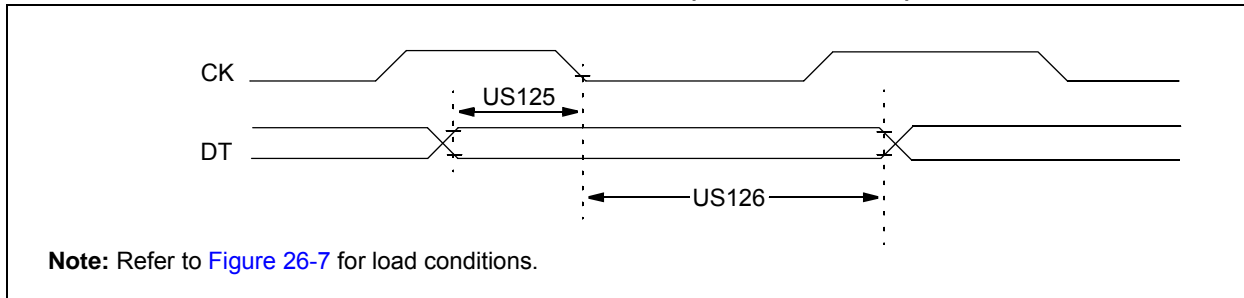 CK
US125
DT
US126
Note: Refer to Figure 26-7 for load conditions.